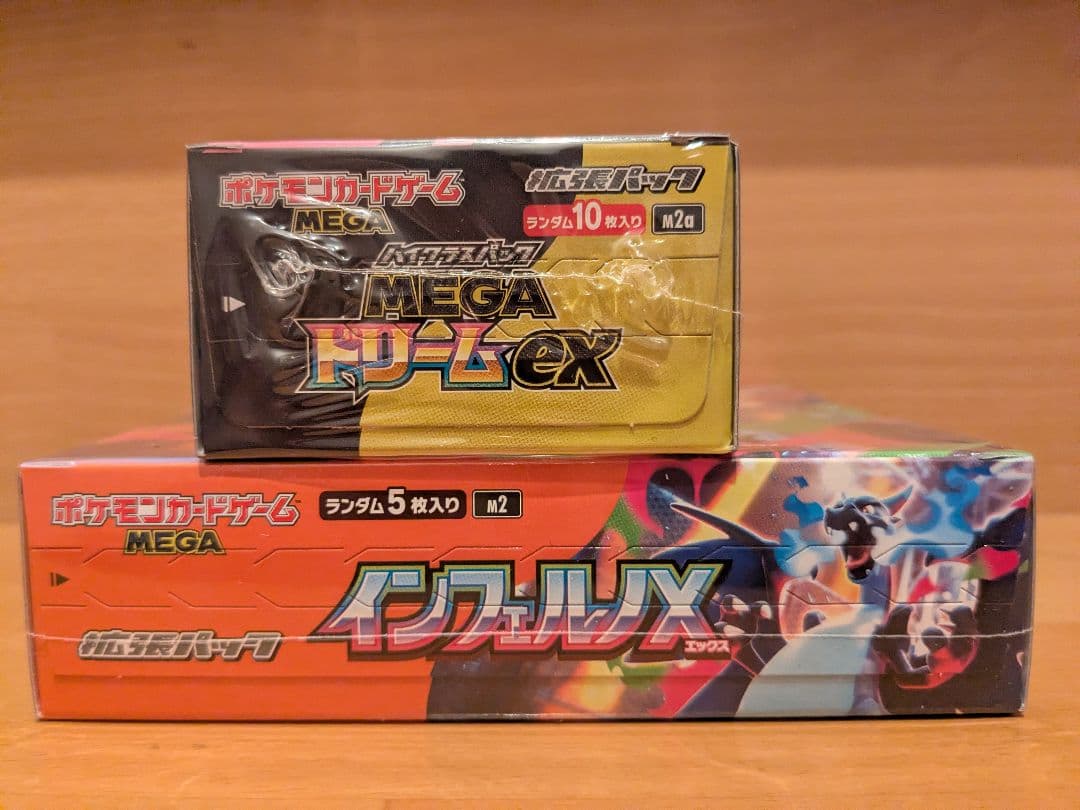 ポケモンカードゲーム
MEGA
拡張パック
ランダム10枚入り M2a
ハイクラスパック
MEGA
ドリームex
ポケモンカードゲーム
MEGA
ランダム5枚入り M2
インフェルノX
エックス
拡張パック